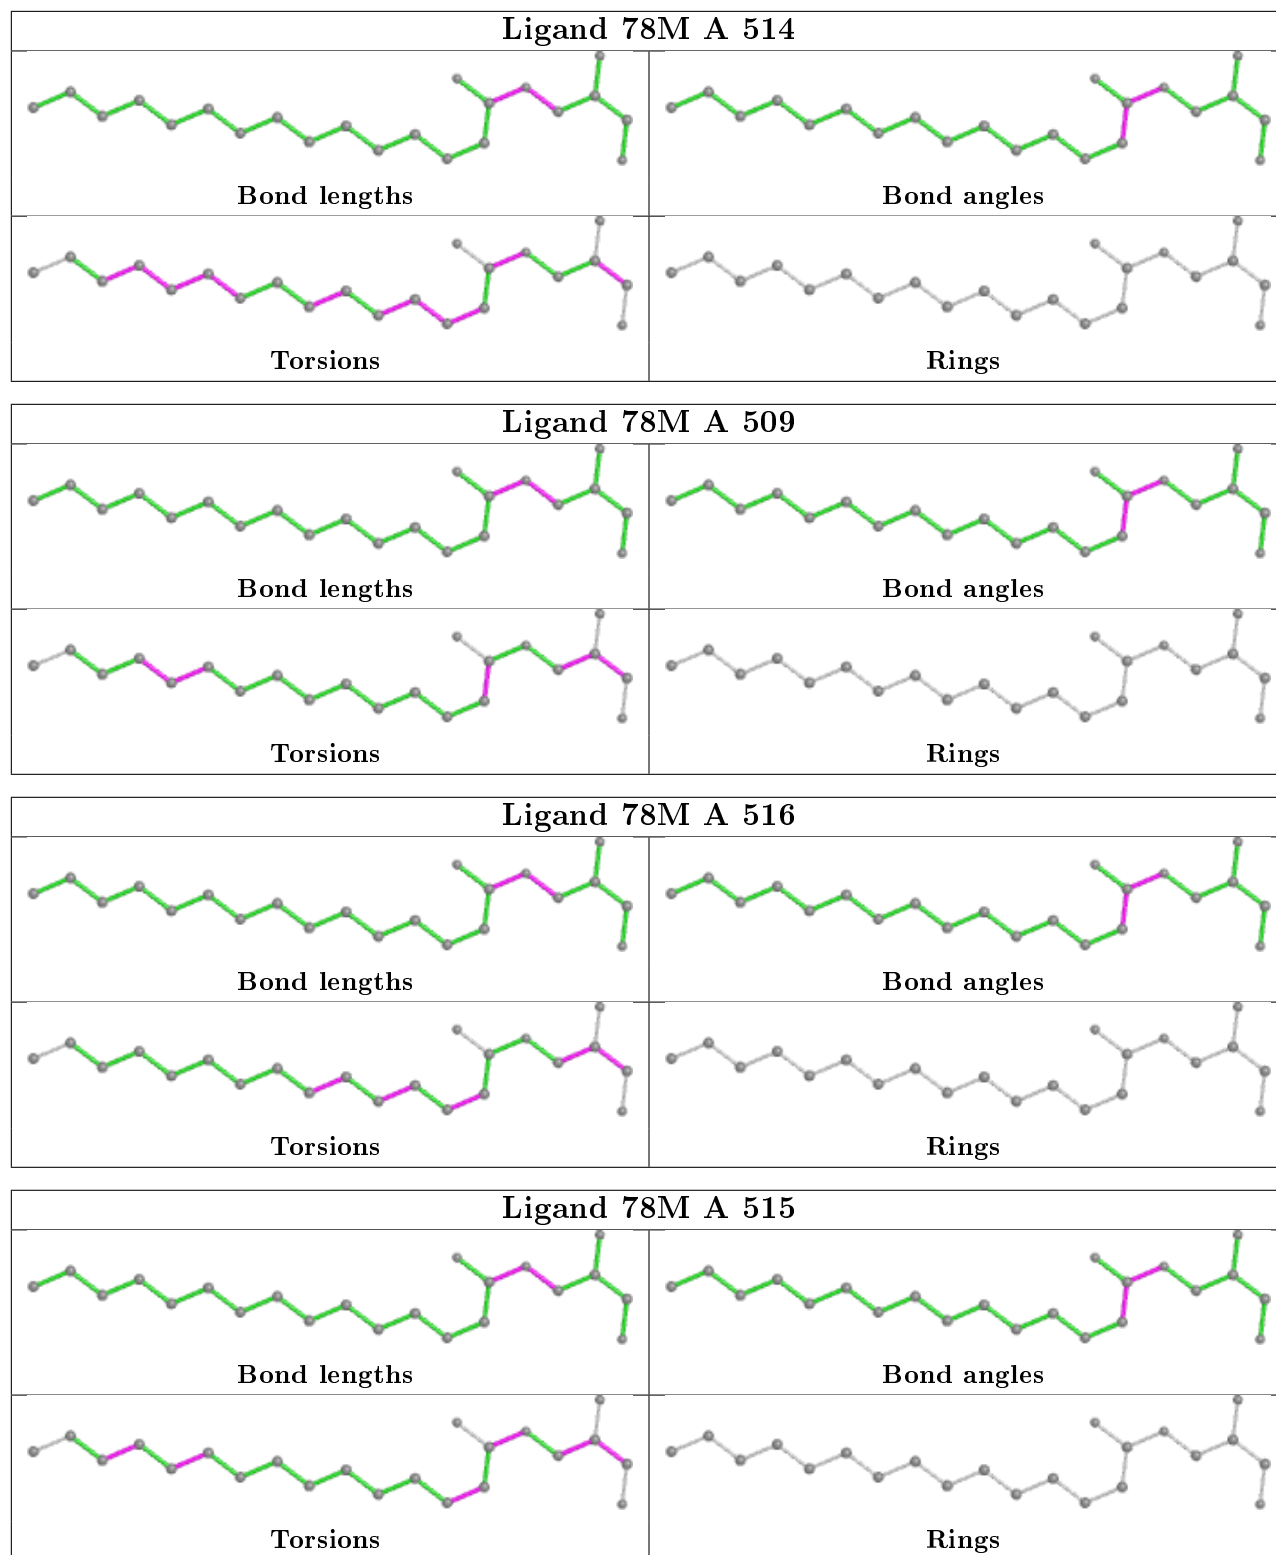 Ligand 78M A 514
Bond lengths
Bond angles
Torsions
Rings
Ligand 78M A 509
Bond lengths
Bond angles
Torsions
Rings
Ligand 78M A 516
Bond lengths
Bond angles
Torsions
Rings
Ligand 78M A 515
Bond lengths
Bond angles
Torsions
Rings